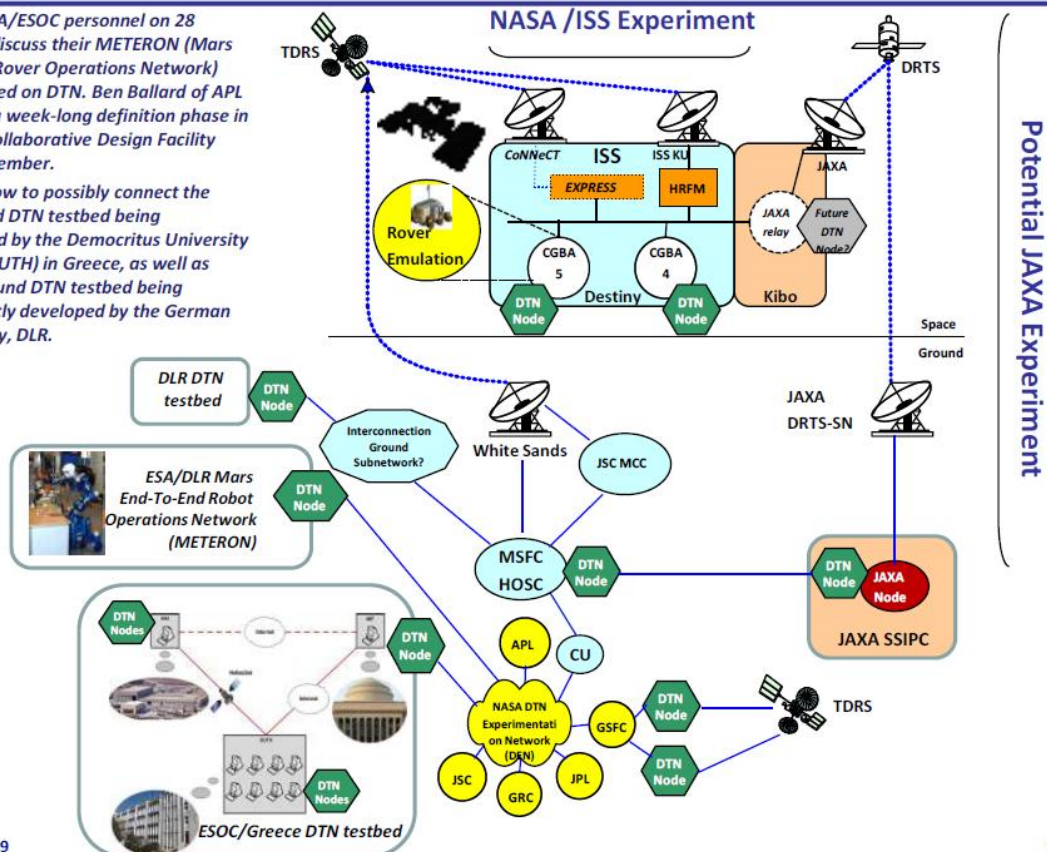 NASA /ISS Experiment
A/ESOC personnel on 28
iscuss their METERON (Mars
Rover Operations Network)
ed on DTN. Ben Ballard of APL
week-long definition phase in
ollaborative Design Facility
ember.
ow to possibly connect the
d DTN testbed being
d by the Democritus University
UTH) in Greece, as well as
und DTN testbed being
tly developed by the German
y, DLR.
TDRS
DRTS
CoNNeCT
ISS
ISS KU
JAXA
EXPRESS
HRFM
JAXA
relay
Future
DTN
Node?
Rover
Emulation
CGBA
5
CGBA
4
Destiny
Kibo
DTN
Node
DTN
Node
Space
Ground
Potential JAXA Experiment
DLR DTN
testbed
DTN
Node
Interconnection
Ground
Subnetwork?
White Sands
JSC MCC
JAXA
DRTS-SN
ESA/DLR Mars
End-To-End Robot
Operations Network
(METERON)
DTN
Node
MSFC
HOSC
DTN
Node
DTN
Node
JAXA
Node
JAXA SSIPC
DTN
Nodes
Internet
DTN
Node
Internet
DTN
Nodes
ESOC/Greece DTN testbed
APL
CU
NASA DTN
Experimentati
on Network
(DEN)
GSFC
DTN
Node
DTN
Node
TDRS
JSC
GRC
JPL
9